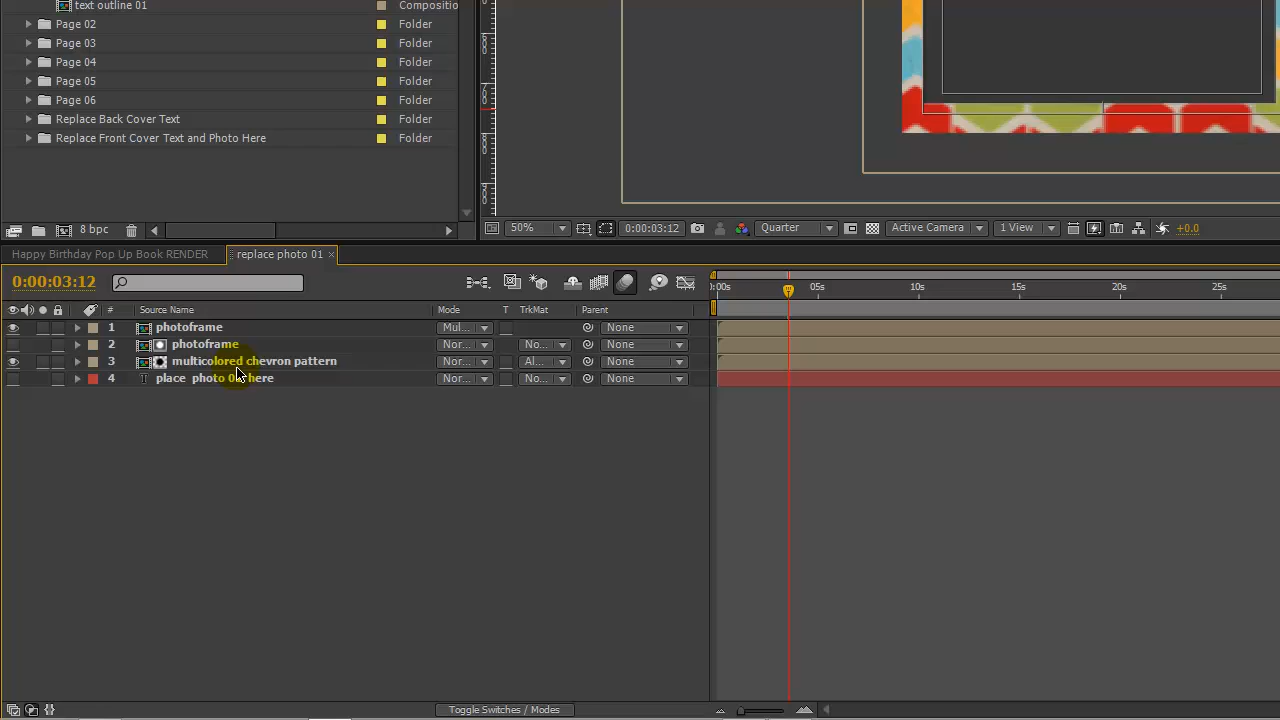 text outline 01 Compositio
Page 02 Folder
Page 03 Folder
Page 04 Folder
Page 05 Folder
Page 06 Folder
Replace Back Cover Text Folder
Replace Front Cover Text and Photo Here Folder
8 bpc
50% 0:00:03:12 Quarter Active Camera 1 View +0.0
Happy Birthday Pop Up Book RENDER replace photo 01 ×
0:00:03:12
:00s 05s 10s 15s 20s 25s
# Source Name Mode T TrkMat Parent
1 photoframe Mul... None
2 photoframe Nor... No... None
3 multicolored chevron pattern Nor... Al... None
4 place photo here Nor... No... None
Toggle Switches / Modes